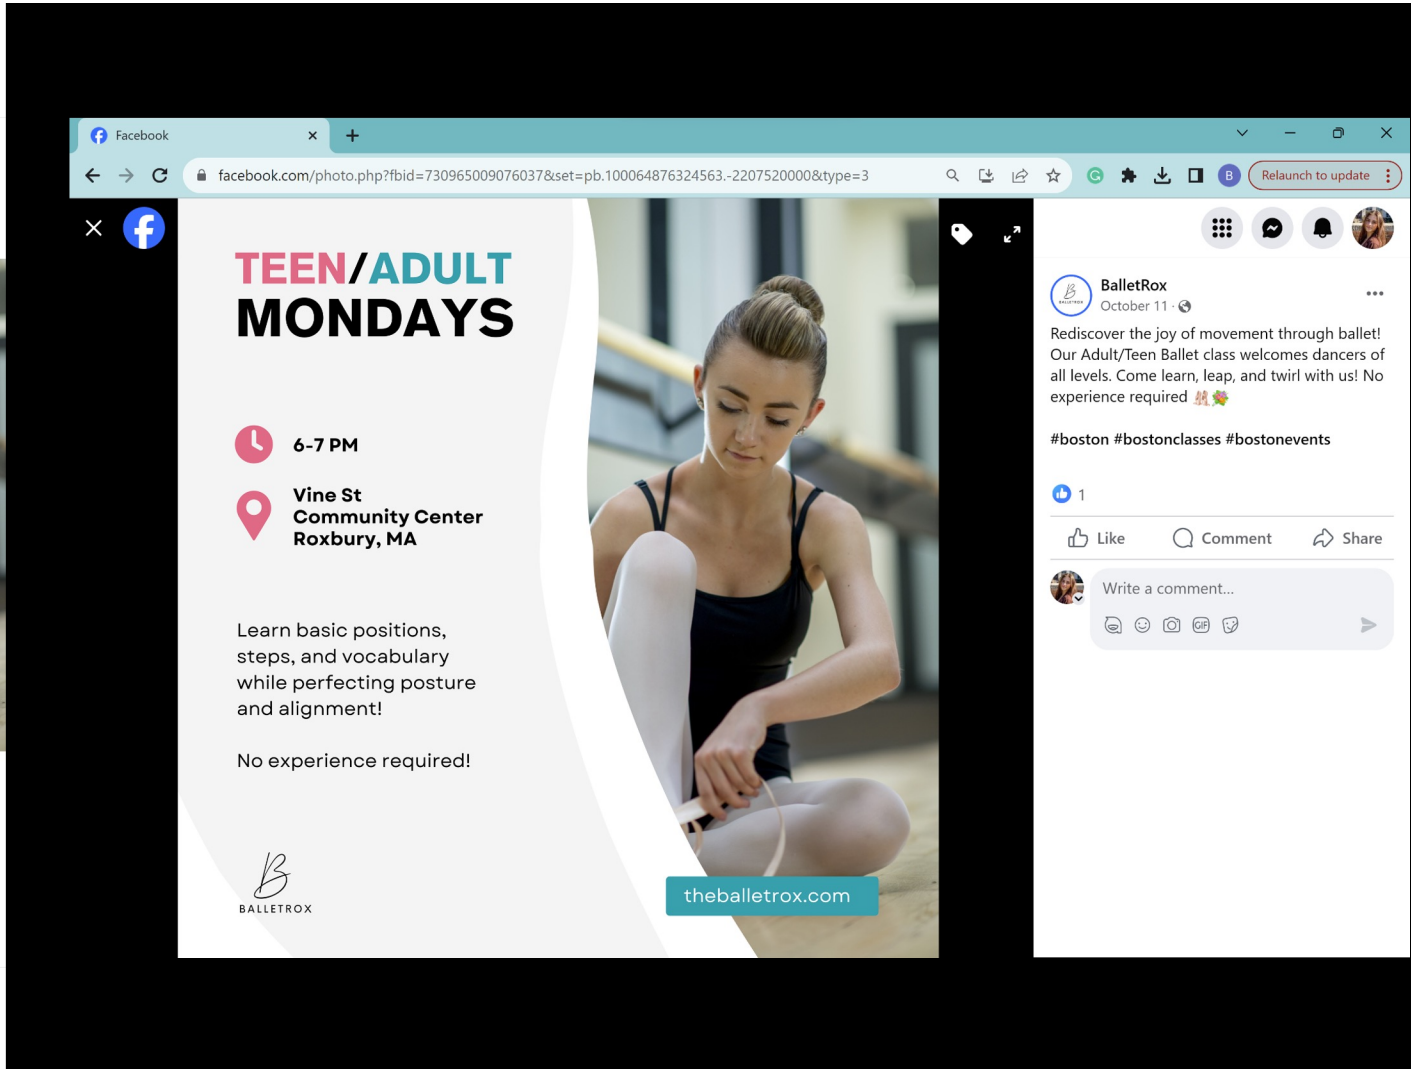 Facebook
facebook.com/photo.php?fbid=730965009076037&set=pb.100064876324563.-2207520000&type=3
B
Relaunch to update
TEEN/ADULT
MONDAYS
6-7 PM
Vine St
Community Center
Roxbury, MA
Learn basic positions,
steps, and vocabulary
while perfecting posture
and alignment!
No experience required!
B
BALLETROX
theballetrox.com
B
BALLETROX
BalletRox
October 11 ·
Rediscover the joy of movement through ballet!
Our Adult/Teen Ballet class welcomes dancers of
all levels. Come learn, leap, and twirl with us! No
experience required 🩰💐
#boston #bostonclasses #bostonevents
1
Like
Comment
Share
Write a comment...
GIF